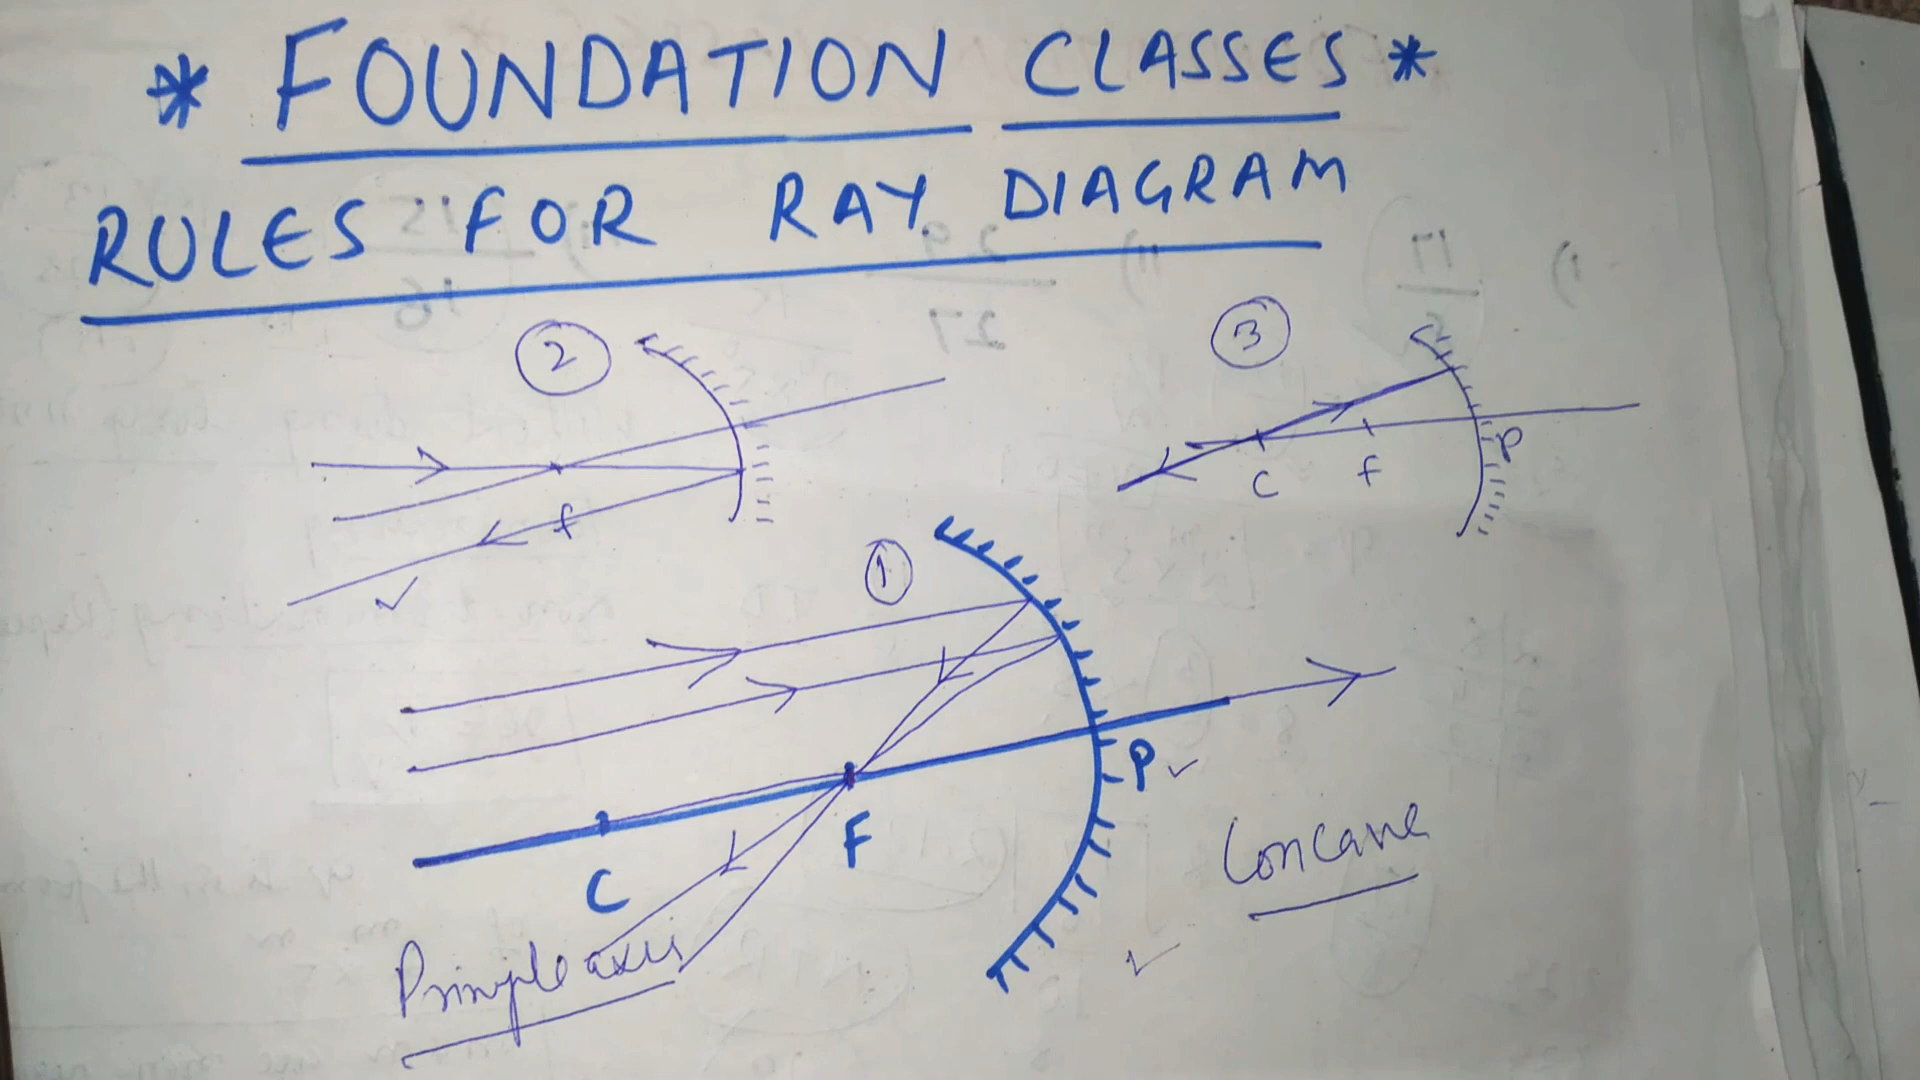 * FOUNDATION CLASSES *
RULES FOR RAY DIAGRAM
2
3
f
C f P
1
C F P
Concave
Principle axis